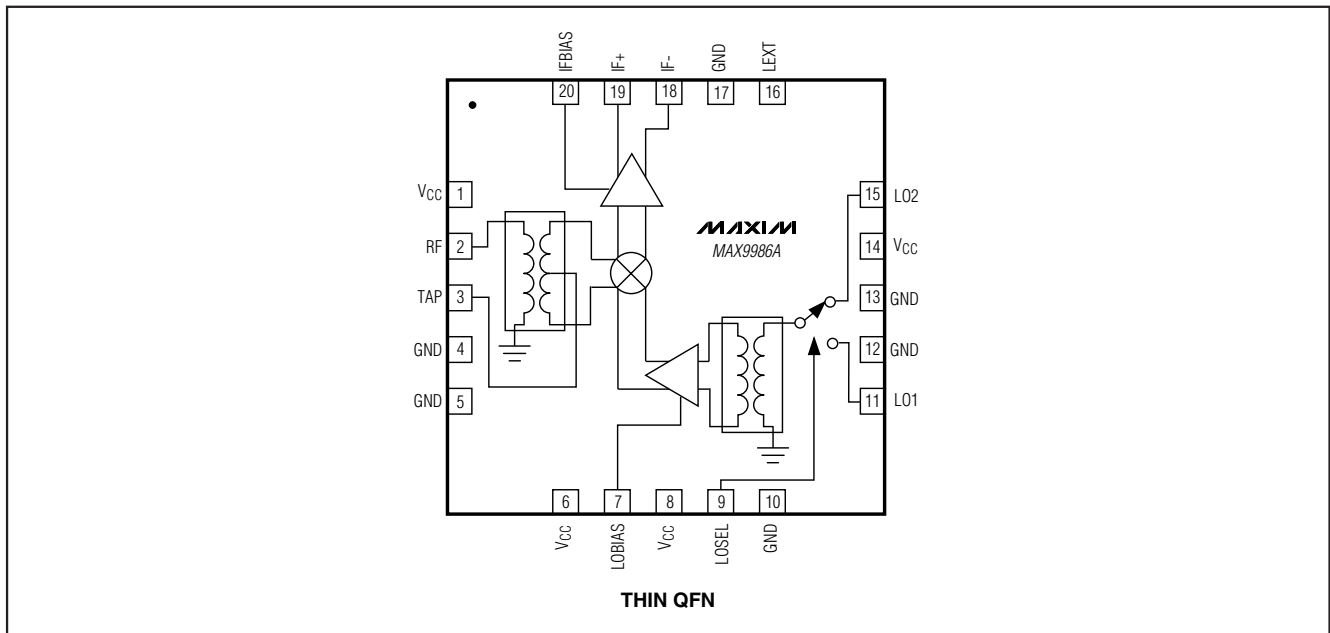 IFBIAS
IF+
IF-
GND
LEXT
20
19
18
17
16
VCC
1
RF
2
TAP
3
GND
4
GND
5
MAXIM
MAX9986A
15
LO2
14
VCC
13
GND
12
GND
11
LO1
6
7
8
9
10
VCC
LOBIAS
VCC
LOSEL
GND
THIN QFN